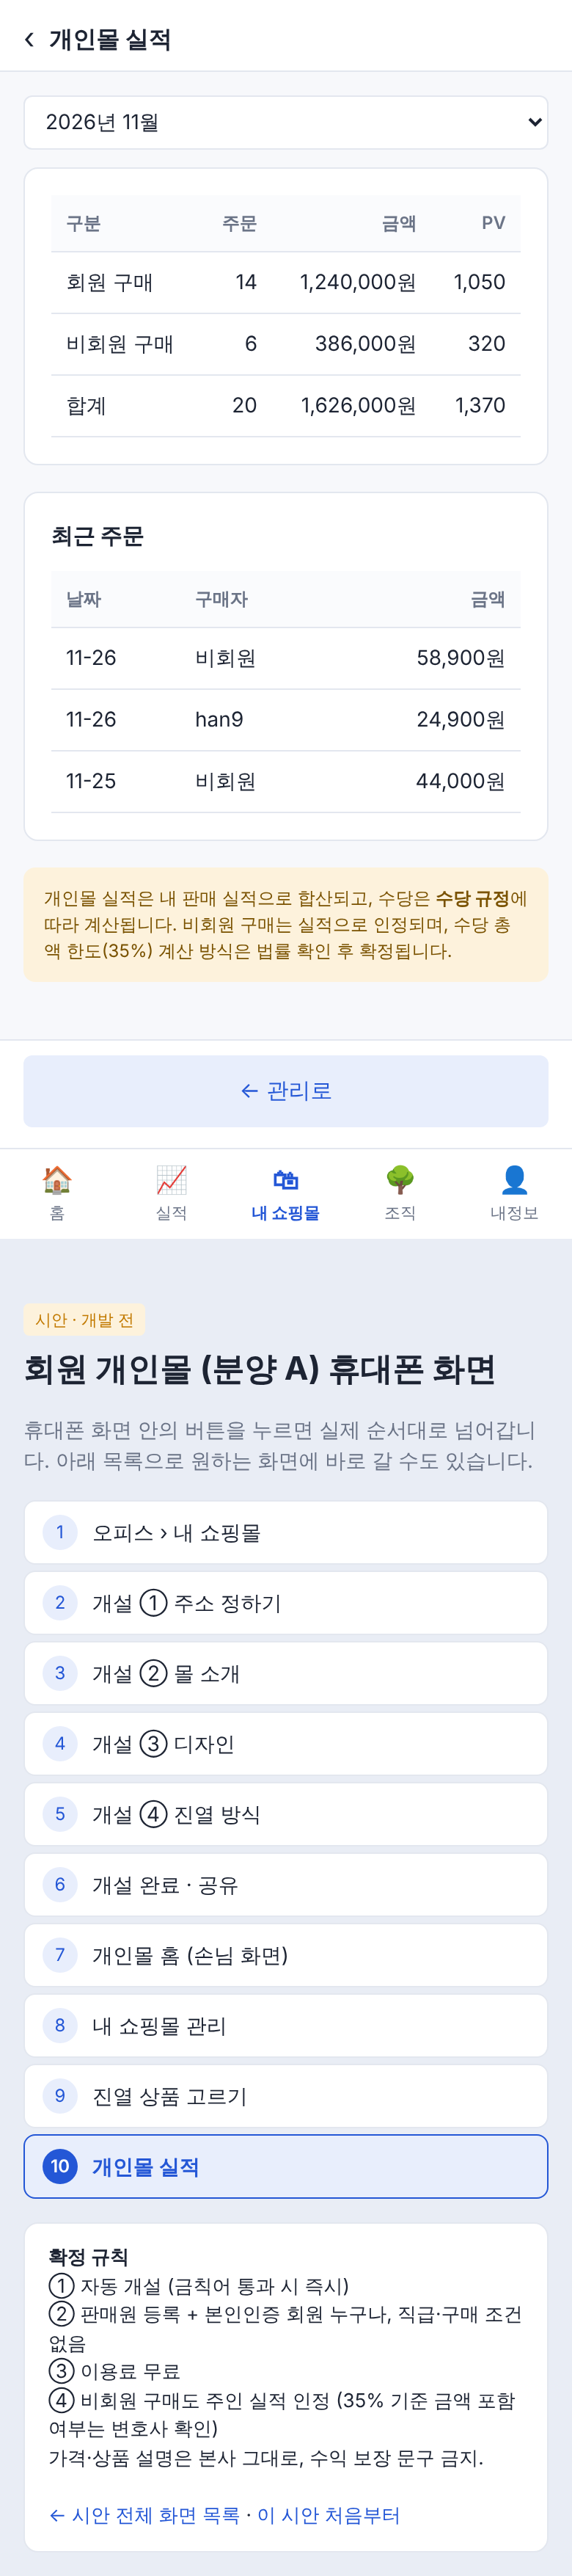 ‹ 개인몰 실적
2026년 11월
구분 주문 금액 PV
회원 구매 14 1,240,000원 1,050
비회원 구매 6 386,000원 320
합계 20 1,626,000원 1,370
최근 주문
날짜 구매자 금액
11-26 비회원 58,900원
11-26 han9 24,900원
11-25 비회원 44,000원
개인몰 실적은 내 판매 실적으로 합산되고, 수당은 수당 규정에
따라 계산됩니다. 비회원 구매는 실적으로 인정되며, 수당 총
액 한도(35%) 계산 방식은 법률 확인 후 확정됩니다.
← 관리로
홈 실적 내 쇼핑몰 조직 내정보
시안 · 개발 전
회원 개인몰 (분양 A) 휴대폰 화면
휴대폰 화면 안의 버튼을 누르면 실제 순서대로 넘어갑니
다. 아래 목록으로 원하는 화면에 바로 갈 수도 있습니다.
1 오피스 › 내 쇼핑몰
2 개설 ① 주소 정하기
3 개설 ② 몰 소개
4 개설 ③ 디자인
5 개설 ④ 진열 방식
6 개설 완료 · 공유
7 개인몰 홈 (손님 화면)
8 내 쇼핑몰 관리
9 진열 상품 고르기
10 개인몰 실적
확정 규칙
① 자동 개설 (금칙어 통과 시 즉시)
② 판매원 등록 + 본인인증 회원 누구나, 직급·구매 조건
없음
③ 이용료 무료
④ 비회원 구매도 주인 실적 인정 (35% 기준 금액 포함
여부는 변호사 확인)
가격·상품 설명은 본사 그대로, 수익 보장 문구 금지.
← 시안 전체 화면 목록 · 이 시안 처음부터